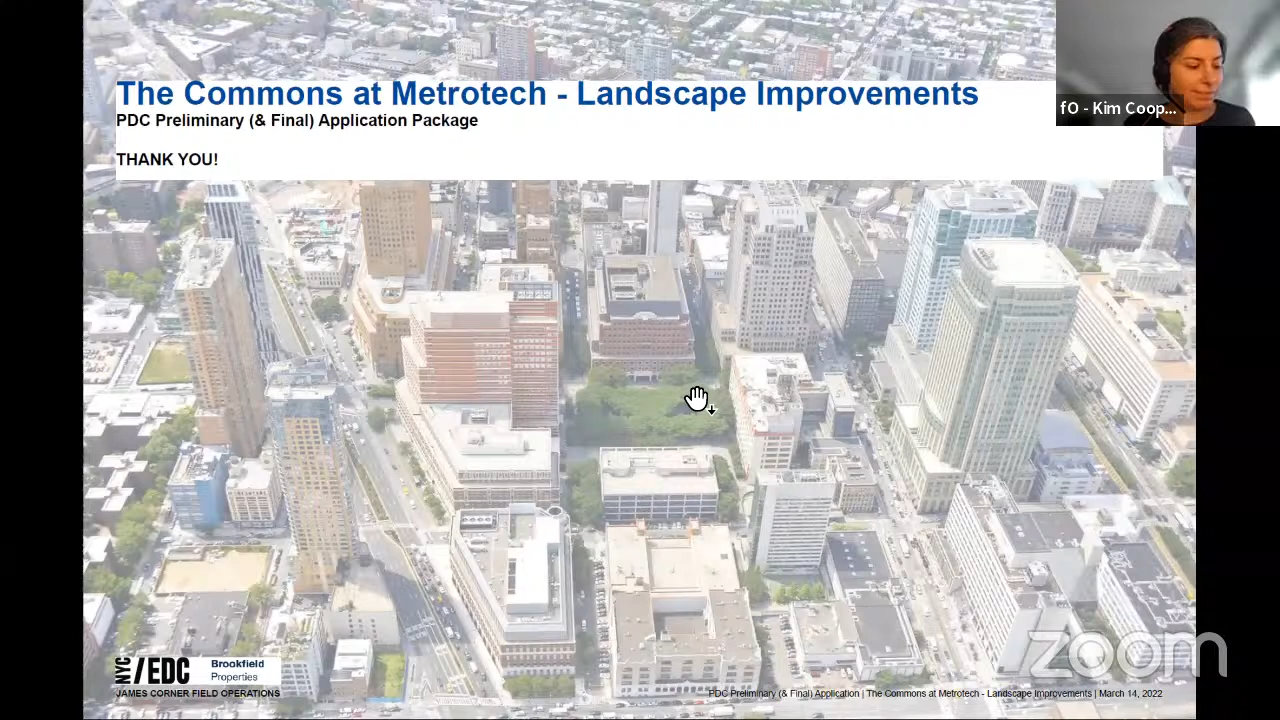 The Commons at Metrotech - Landscape Improvements
PDC Preliminary (& Final) Application Package
THANK YOU!
fO - Kim Coop...
NYC/EDC
Brookfield
Properties
JAMES CORNER FIELD OPERATIONS
PDC Preliminary (& Final) Application | The Commons at Metrotech - Landscape Improvements | March 14, 2022
zoom